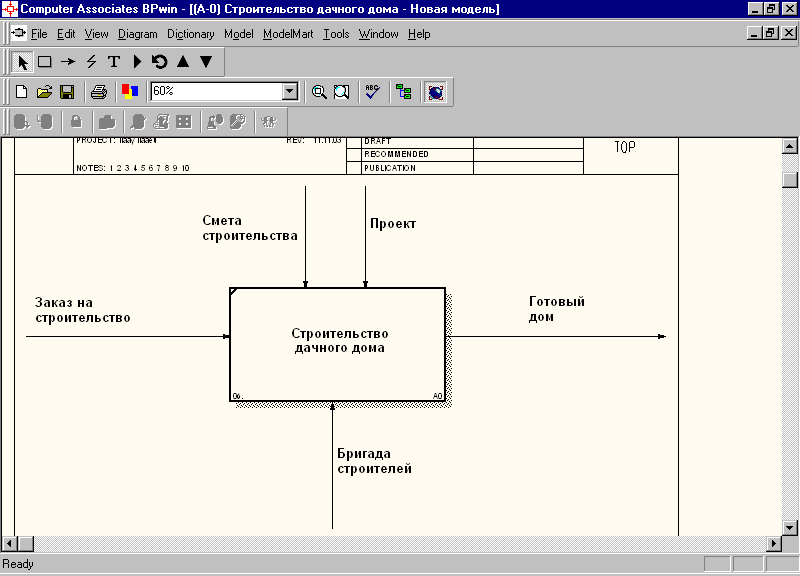 Computer Associates BPwin - [(A-0) Строительство дачного дома - Новая модель]
File Edit View Diagram Dictionary Model ModelMart Tools Window Help
T
60%
ABC
PROJECT:
REV: 11.11.03
DRAFT
RECOMMENDED
NOTES: 1 2 3 4 5 6 7 8 9 10
PUBLICATION
TOP
Смета
строительства
Проект
Заказ на
строительство
Готовый
дом
Строительство
дачного дома
0р.
A0
Бригада
строителей
Ready